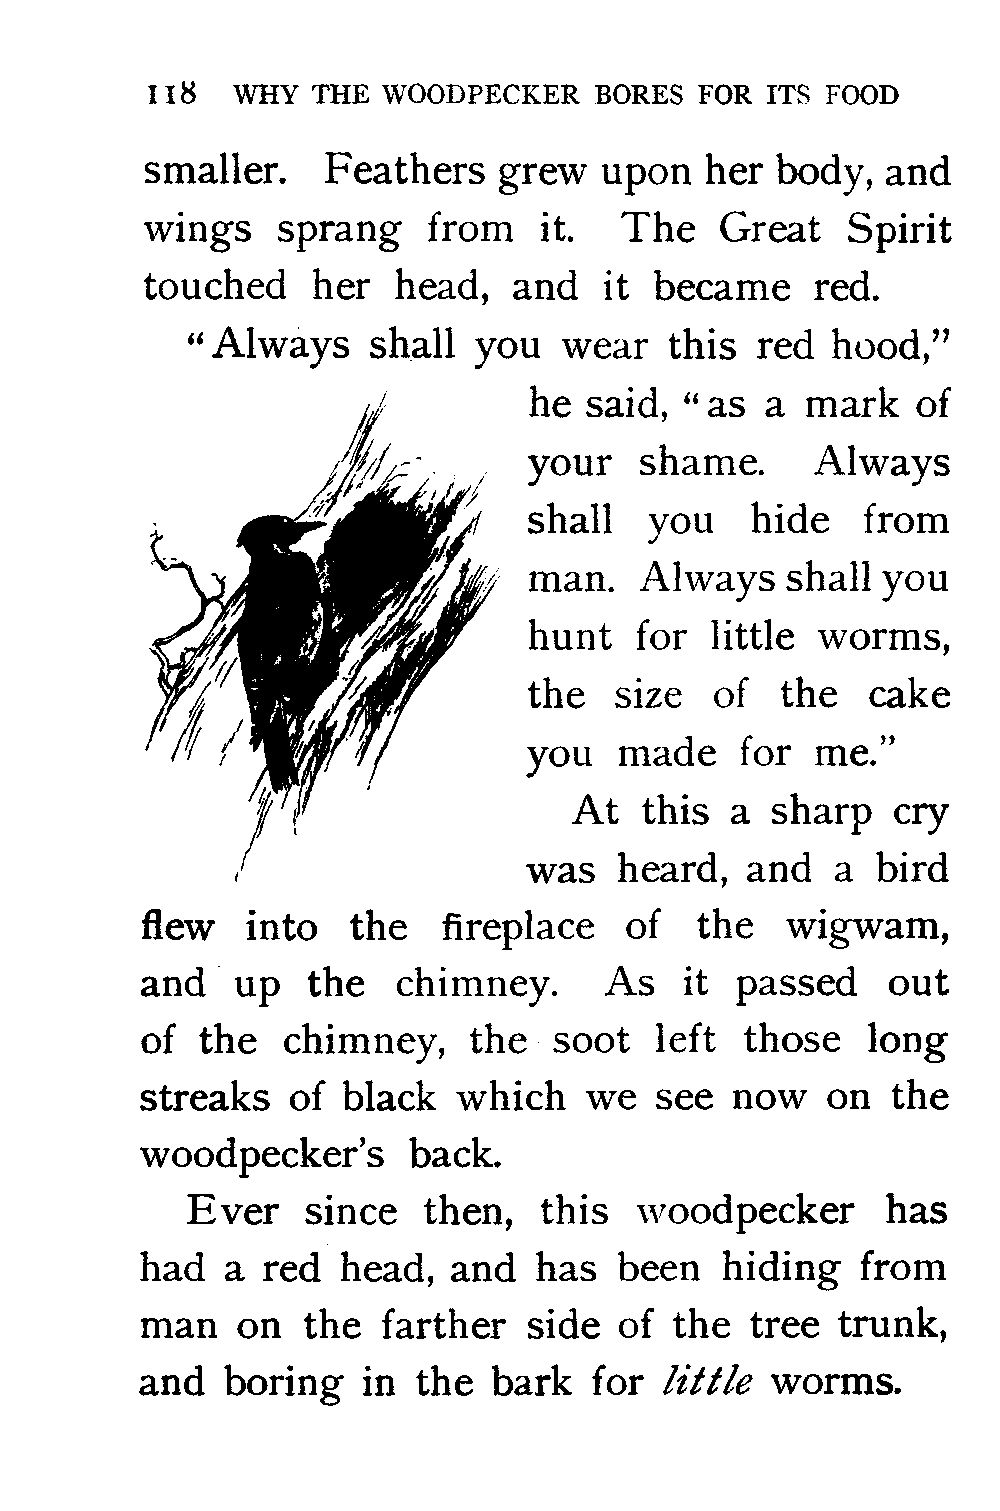 118 WHY THE WOODPECKER BORES FOR ITS FOOD
smaller. Feathers grew upon her body, and
wings sprang from it. The Great Spirit
touched her head, and it became red.
"Always shall you wear this red hood,"
he said, "as a mark of
your shame. Always
shall you hide from
man. Always shall you
hunt for little worms,
the size of the cake
you made for me."
At this a sharp cry
was heard, and a bird
flew into the fireplace of the wigwam,
and up the chimney. As it passed out
of the chimney, the soot left those long
streaks of black which we see now on the
woodpecker's back.
Ever since then, this woodpecker has
had a red head, and has been hiding from
man on the farther side of the tree trunk,
and boring in the bark for little worms.